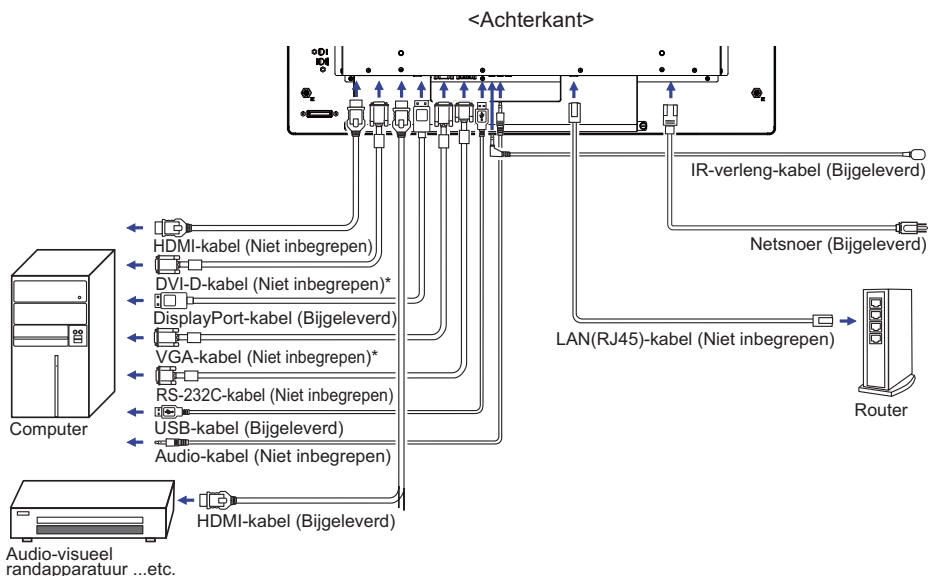 <Achterkant>
IR-verleng-kabel (Bijgeleverd)
Netsnoer (Bijgeleverd)
HDMI-kabel (Niet inbegrepen)
DVI-D-kabel (Niet inbegrepen)*
DisplayPort-kabel (Bijgeleverd)
VGA-kabel (Niet inbegrepen)*
LAN(RJ45)-kabel (Niet inbegrepen)
RS-232C-kabel (Niet inbegrepen)
Router
Computer
USB-kabel (Bijgeleverd)
Audio-kabel (Niet inbegrepen)
HDMI-kabel (Bijgeleverd)
Audio-visueel
randapparatuur ...etc.